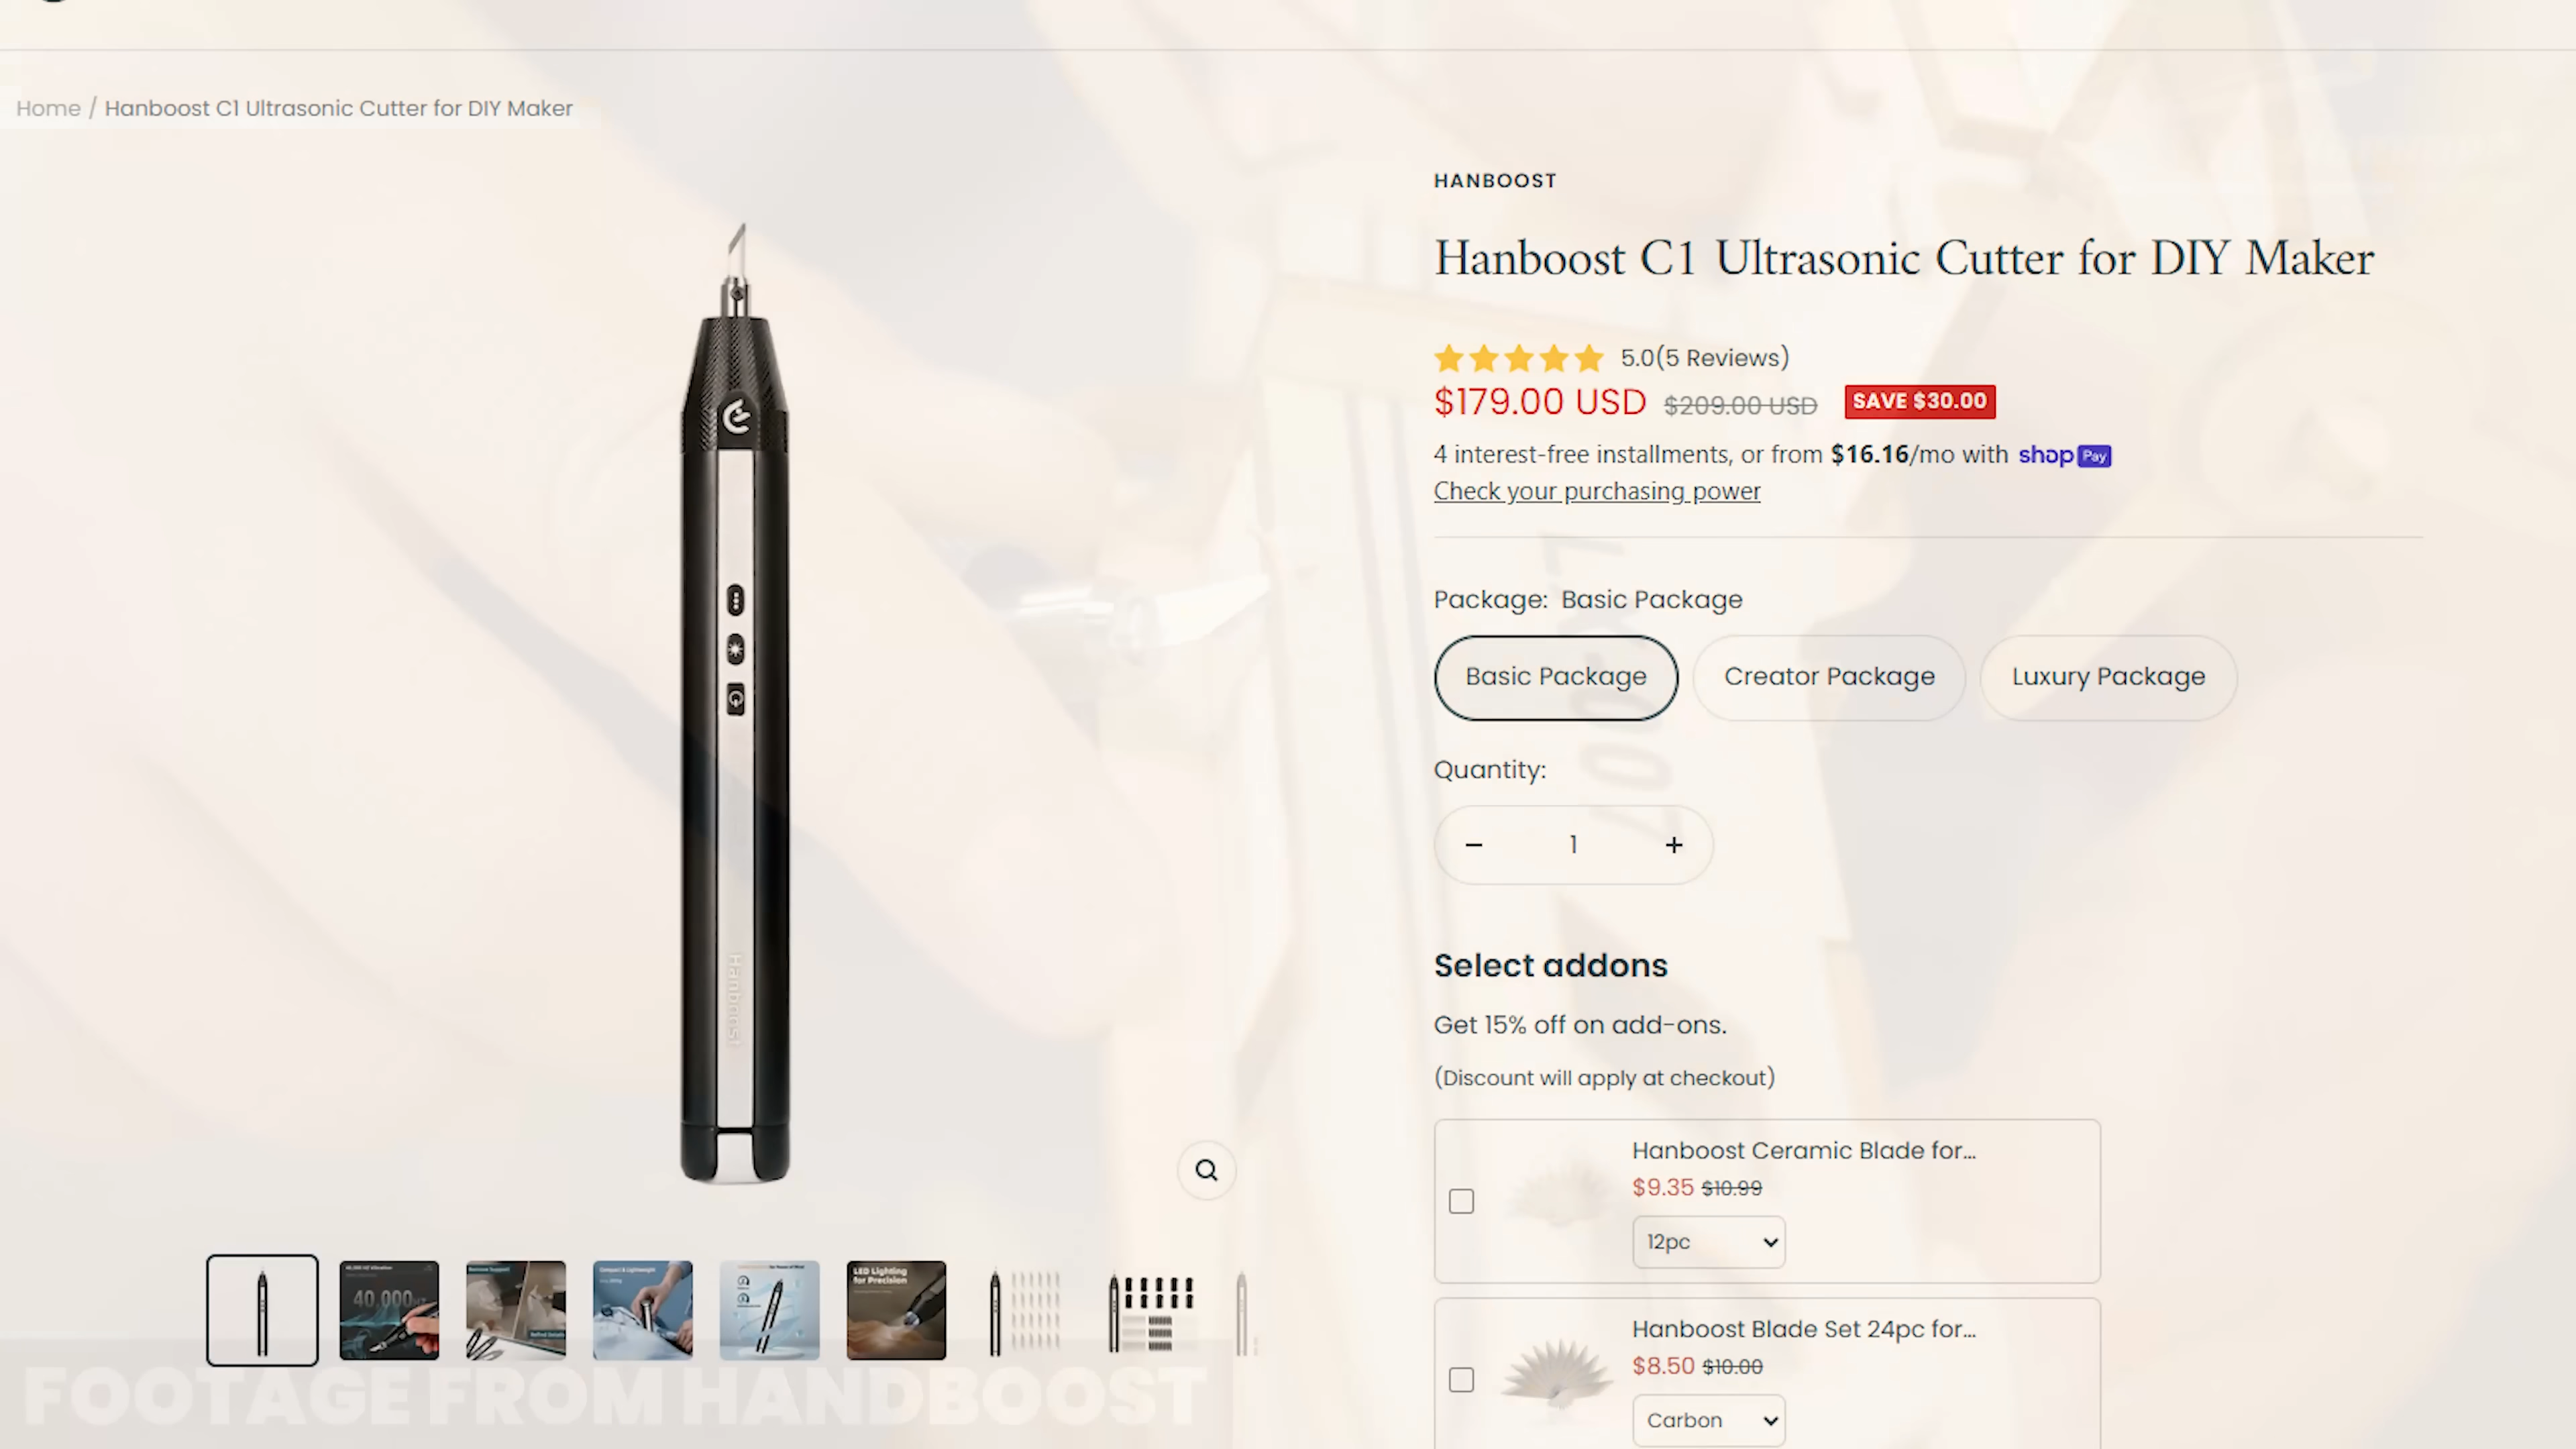 Home / Hanboost C1 Ultrasonic Cutter for DIY Maker
HANBOOST
Hanboost C1 Ultrasonic Cutter for DIY Maker
5.0(5 Reviews)
$179.00 USD $209.00 USD SAVE $30.00
4 interest-free installments, or from $16.16/mo with shop Pay
Check your purchasing power
Package: Basic Package
Basic Package Creator Package Luxury Package
Quantity:
− 1 +
Select addons
Get 15% off on add-ons.
(Discount will apply at checkout)
Hanboost Ceramic Blade for...
$9.35 $10.99
12pc
Hanboost Blade Set 24pc for...
$8.50 $10.00
Carbon
Hanboost
40,000
LED Lighting
for Precision
FOOTAGE FROM HANDBOOST